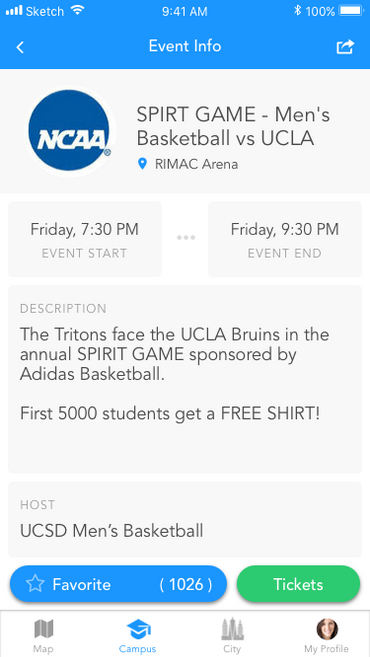 Sketch 9:41 AM 100%
Event Info
NCAA®
SPIRT GAME - Men's
Basketball vs UCLA
RIMAC Arena
Friday, 7:30 PM
EVENT START
Friday, 9:30 PM
EVENT END
DESCRIPTION
The Tritons face the UCLA Bruins in the
annual SPIRIT GAME sponsored by
Adidas Basketball.
First 5000 students get a FREE SHIRT!
HOST
UCSD Men’s Basketball
Favorite ( 1026 )
Tickets
Map Campus City My Profile